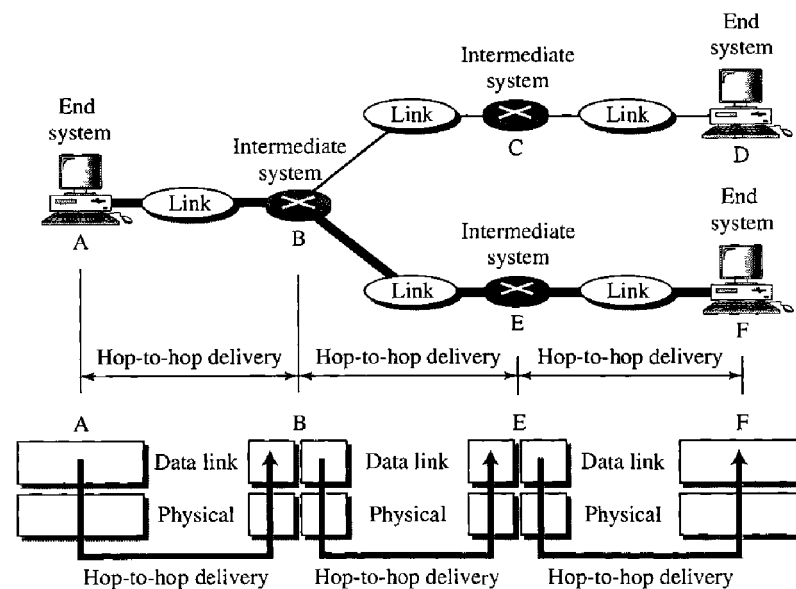 End
system
Intermediate
system
Link
Link
C
D
End
system
Intermediate
system
Link
A
B
End
system
Intermediate
system
Link
Link
E
F
Hop-to-hop delivery
Hop-to-hop delivery
Hop-to-hop delivery
A
B
E
F
Data link
Data link
Data link
Physical
Physical
Physical
Hop-to-hop delivery
Hop-to-hop delivery
Hop-to-hop delivery